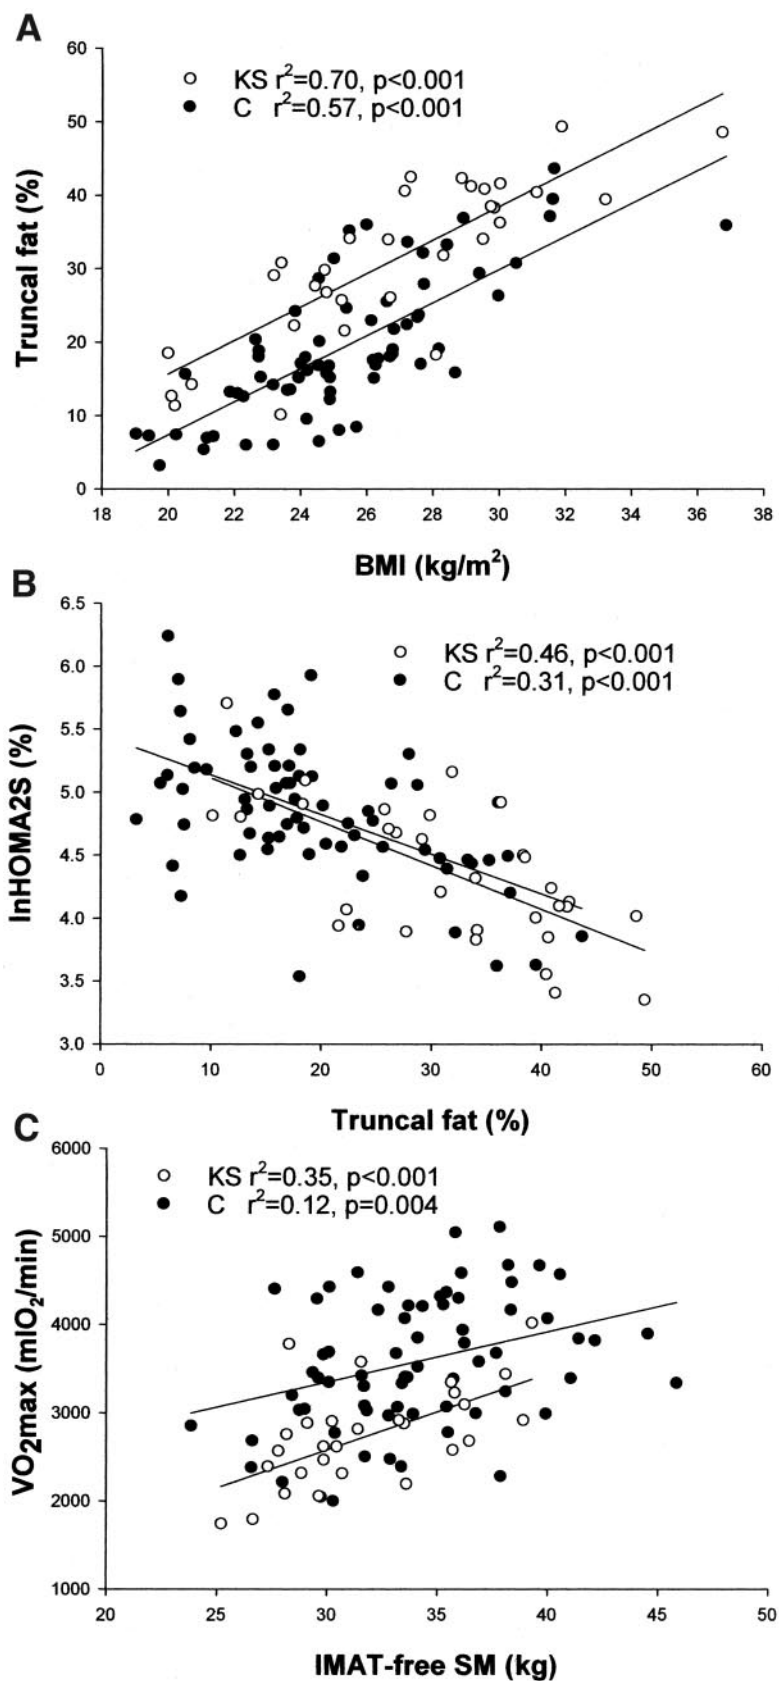 A
60
50
40
30
20
10
0
Truncal fat (%)
KS r²=0.70, p<0.001
C r²=0.57, p<0.001
18 20 22 24 26 28 30 32 34 36 38
BMI (kg/m²)
B
6.5
6.0
5.5
5.0
4.5
4.0
3.5
3.0
lnHOMA2S (%)
KS r²=0.46, p<0.001
C r²=0.31, p<0.001
0 10 20 30 40 50 60
Truncal fat (%)
C
6000
5000
4000
3000
2000
1000
VO₂max (mlO₂/min)
KS r²=0.35, p<0.001
C r²=0.12, p=0.004
20 25 30 35 40 45 50
IMAT-free SM (kg)